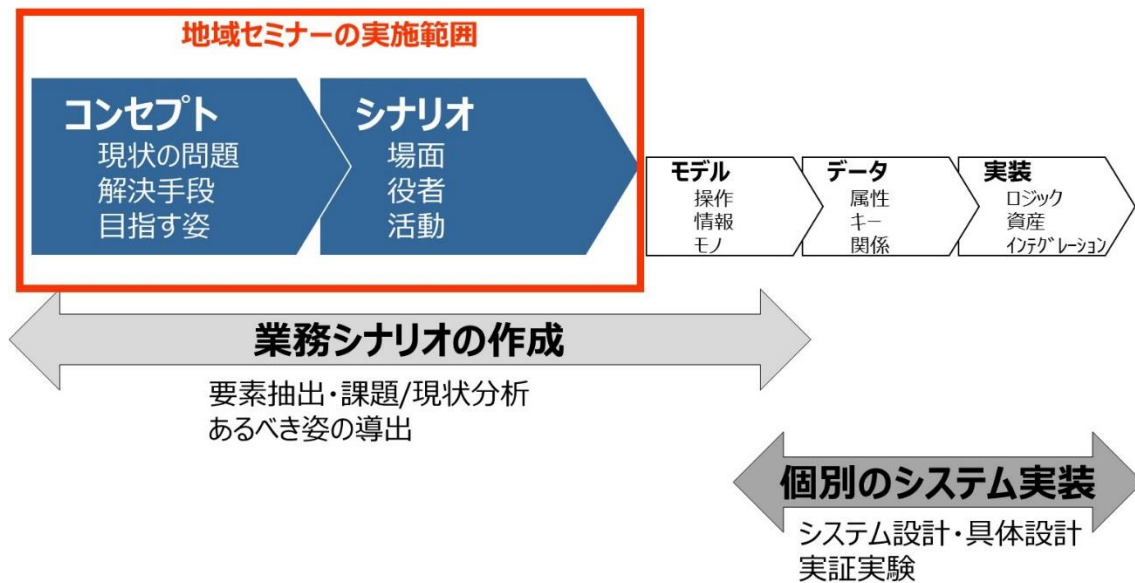 地域セミナーの実施範囲
コンセプト
現状の問題
解決手段
目指す姿
シナリオ
場面
役者
活動
モデル
操作
情報
モノ
データ
属性
キー
関係
実装
ロジック
資産
インテグレーション
業務シナリオの作成
要素抽出・課題/現状分析
あるべき姿の導出
個別のシステム実装
システム設計・具体設計
実証実験